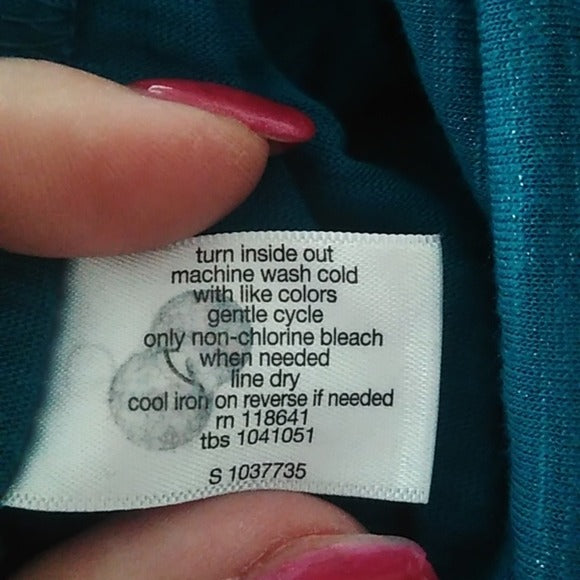 turn inside out
machine wash cold
with like colors
gentle cycle
only non-chlorine bleach
when needed
line dry
cool iron on reverse if needed
rn 118641
tbs 1041051
S 1037735